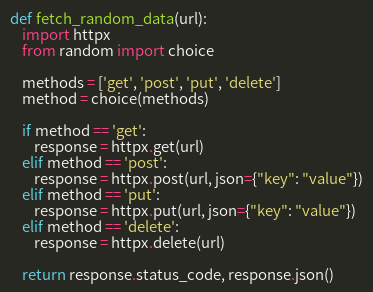 def fetch_random_data(url):
    import httpx
    from random import choice

    methods = ['get', 'post', 'put', 'delete']
    method = choice(methods)

    if method == 'get':
        response = httpx.get(url)
    elif method == 'post':
        response = httpx.post(url, json={"key": "value"})
    elif method == 'put':
        response = httpx.put(url, json={"key": "value"})
    elif method == 'delete':
        response = httpx.delete(url)

    return response.status_code, response.json()